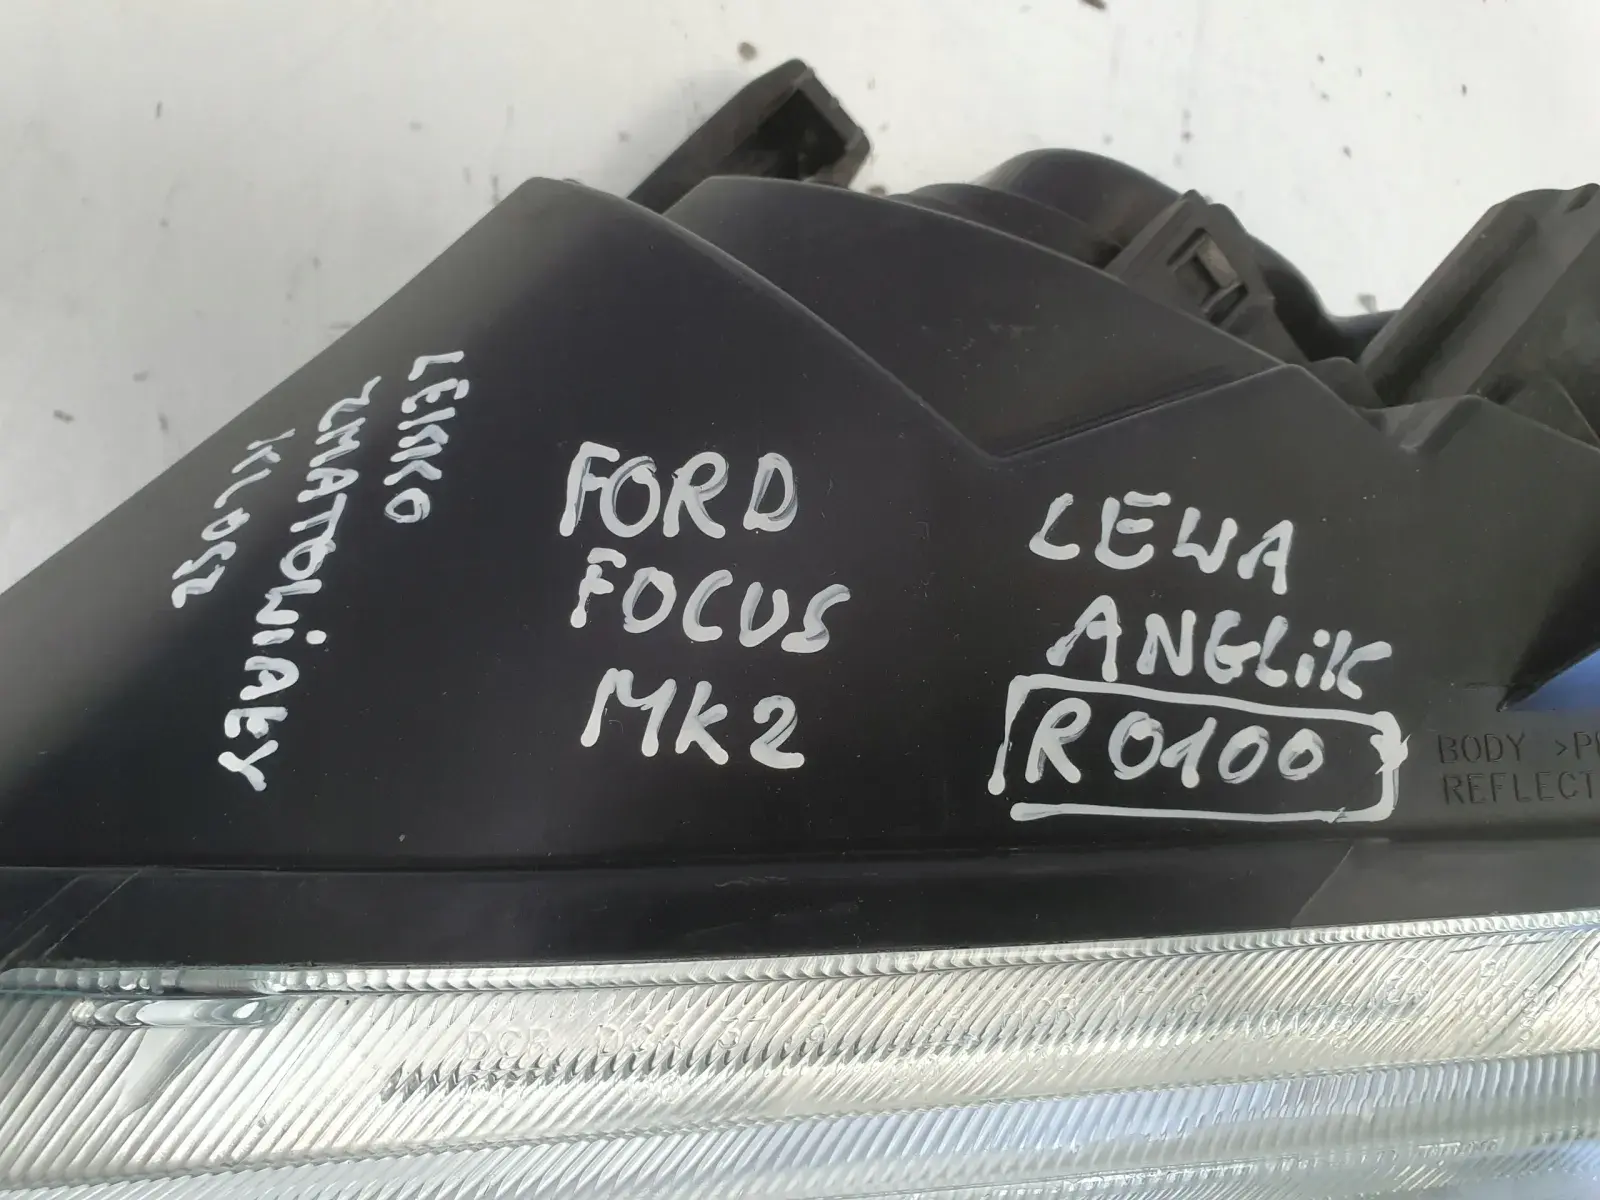 LEKKO
ZMATOWIAŁY
KLOSZ
FORD
FOCUS
MK2
LEWA
ANGLiK
R0100
BODY >P
REFLECT